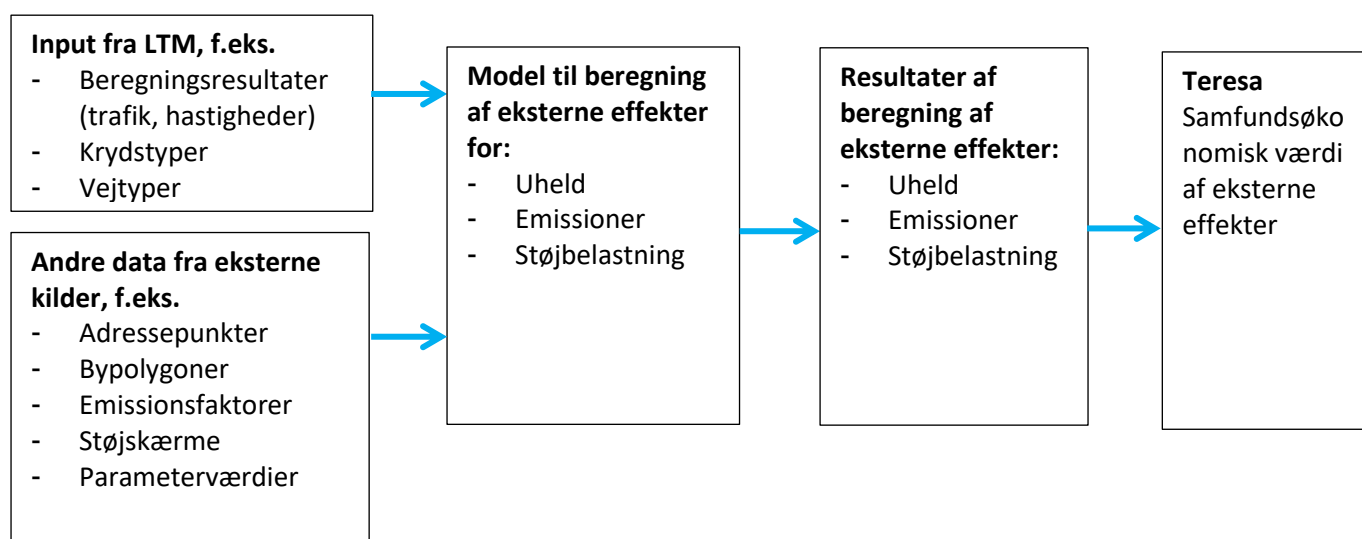 Input fra LTM, f.eks.
- Beregningsresultater
(trafik, hastigheder)
- Krydstyper
- Vejtyper
Andre data fra eksterne
kilder, f.eks.
- Adressepunkter
- Bypolygoner
- Emissionsfaktorer
- Støjskærme
- Parameterværdier
Model til beregning
af eksterne effekter
for:
- Uheld
- Emissioner
- Støjbelastning
Resultater af
beregning af
eksterne effekter:
- Uheld
- Emissioner
- Støjbelastning
Teresa
Samfundsøko
nomisk værdi
af eksterne
effekter